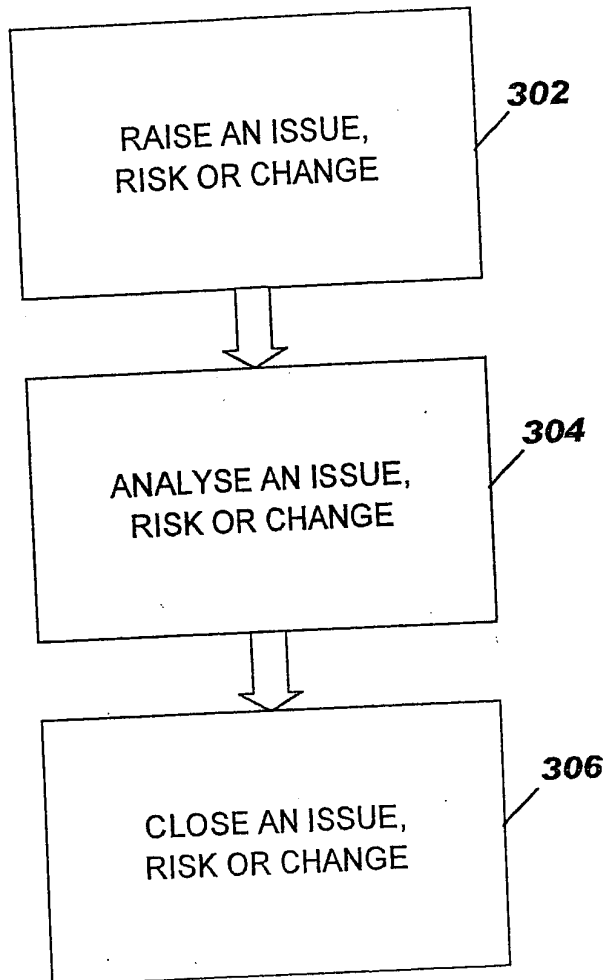 302
RAISE AN ISSUE,
RISK OR CHANGE
304
ANALYSE AN ISSUE,
RISK OR CHANGE
306
CLOSE AN ISSUE,
RISK OR CHANGE